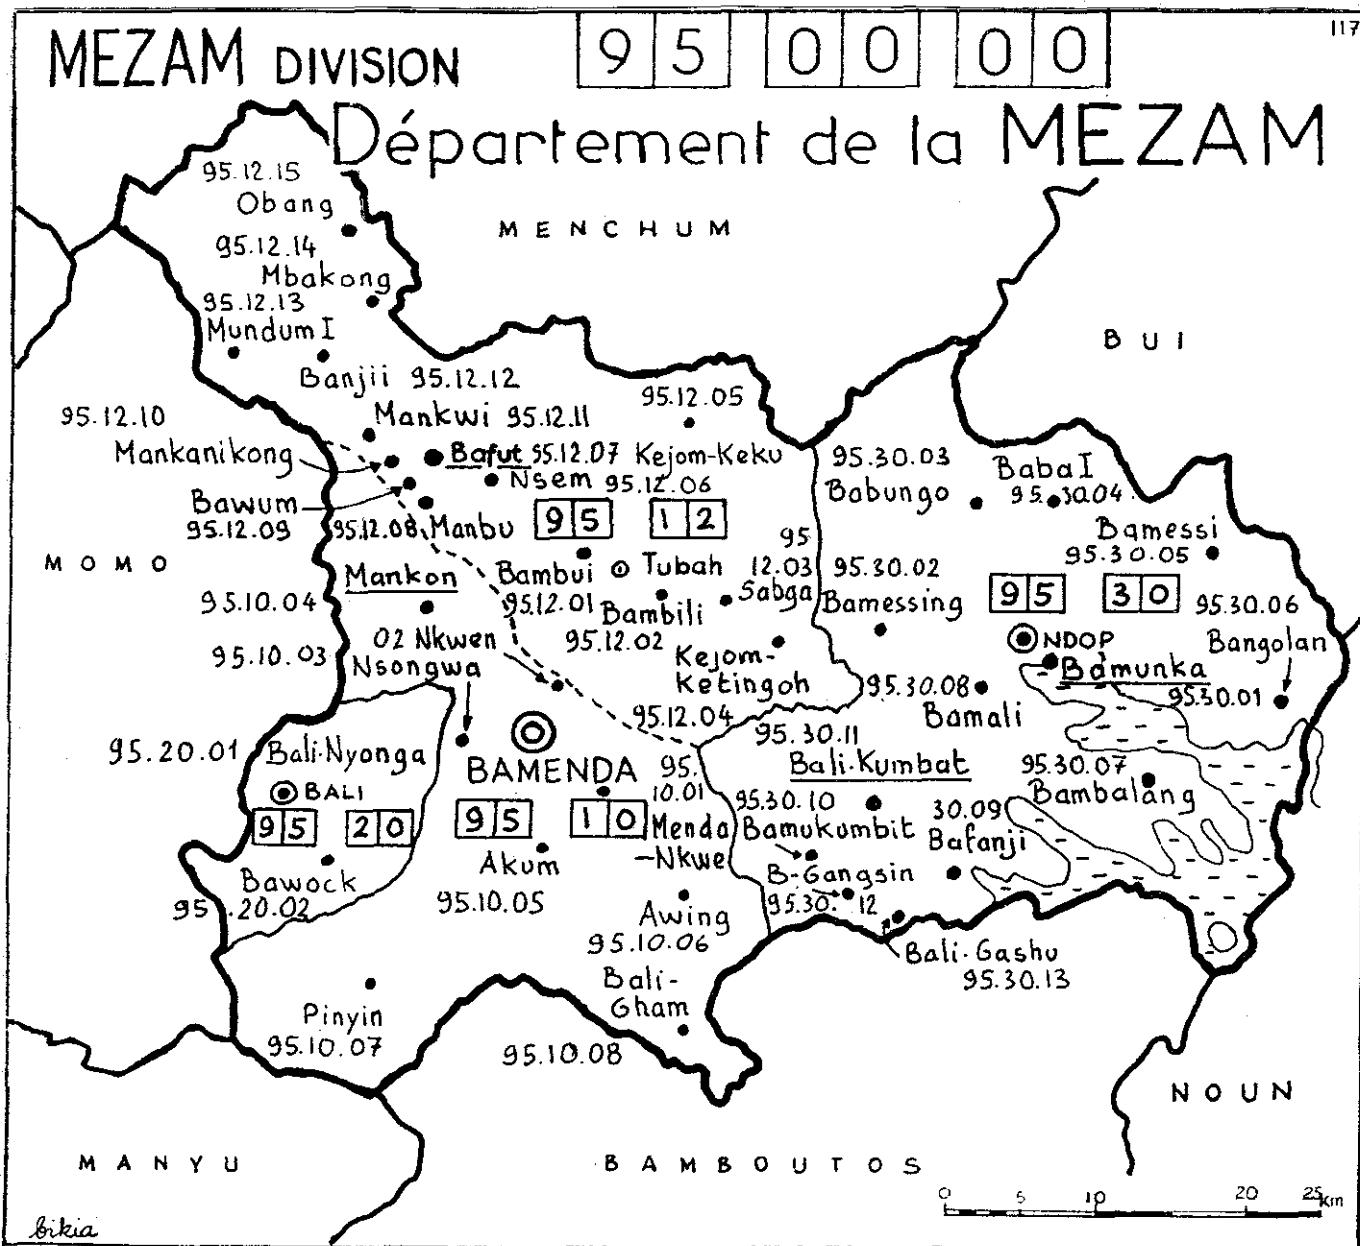 117
MEZAM DIVISION
95 00 00
Département de la MEZAM
95.12.15
Obang
MENCHUM
95.12.14
Mbakong
95.12.13
Mundum I
BUI
Banjii 95.12.12
95.12.10
Mankwi 95.12.11
95.12.05
Mankanikong
Bafut 95.12.07
Kejom-Keku
95.30.03
Baba I
Nsem 95.12.06
Babungo
95.30.04
Bawum
95.12.09
95.12.08 Manbu
95 12
95
12.03
Bamessi
95.30.05
MOMO
Mankon
Bambui
Tubah
Sabga
95.30.02
Bamessing
95 30
95.10.04
95.12.01
Bambili
95.12.02
95.30.06
Bangolan
02 Nkwen
NDOP
95.10.03
Nsongwa
Kejom-
Ketingoh
95.12.04
95.30.08
Bamali
Bamunka
95.30.01
95.20.01
Bali-Nyonga
BALI
95 20
BAMENDA
95.
10.01
95.30.11
Bali-Kumbat
95.30.07
Bambalang
95 10
Menda
-Nkwe
95.30.10
Bamukumbit
30.09
Bafanji
Bawock
95.20.02
Akum
95.10.05
B-Gangsin
95.30. 12
Awing
95.10.06
Bali-Gashu
95.30.13
Bali-
Gham
Pinyin
95.10.07
95.10.08
NOUN
MANYU
BAMBOUTOS
0 5 10 20 25 km
bikia